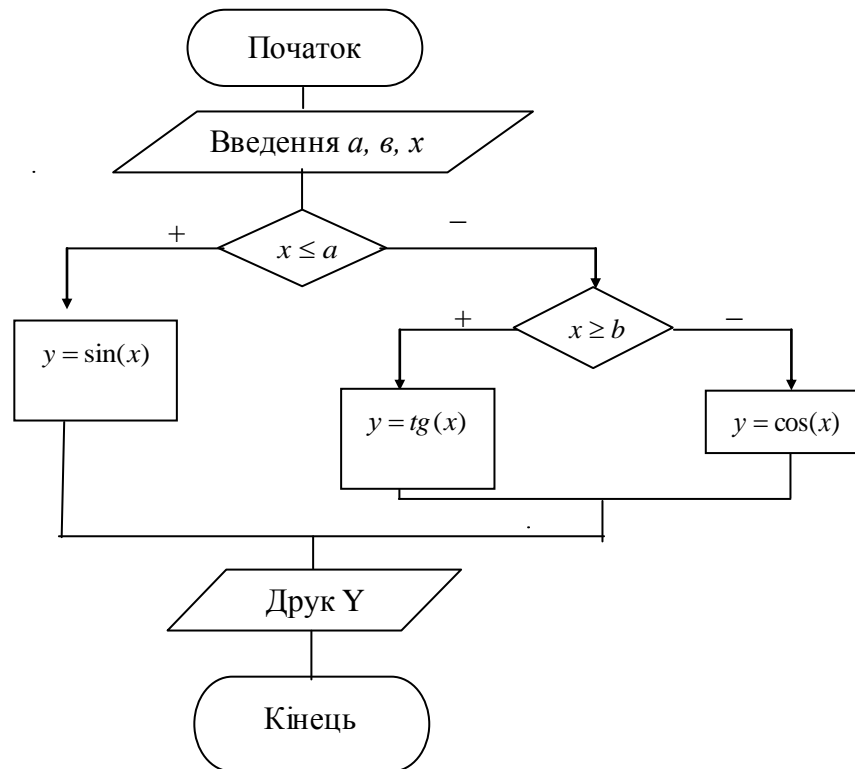 Початок
Введення а, в, х
+
−
x ≤ a
+
−
x ≥ b
y = sin(x)
y = tg(x)
y = cos(x)
Друк Y
Кінець